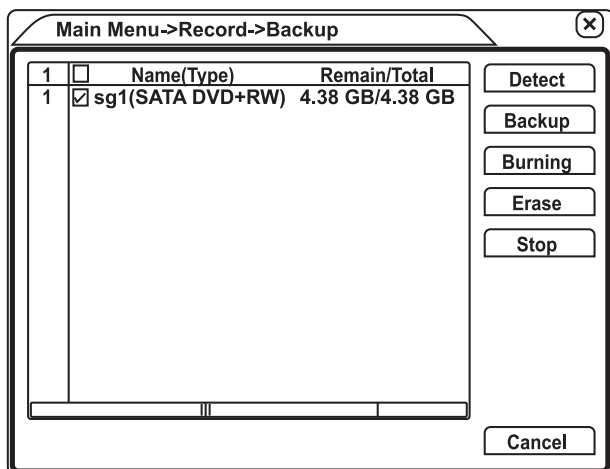 Main Menu->Record->Backup
1 Name(Type) Remain/Total
1 sg1(SATA DVD+RW) 4.38 GB/4.38 GB
Detect
Backup
Burning
Erase
Stop
Cancel